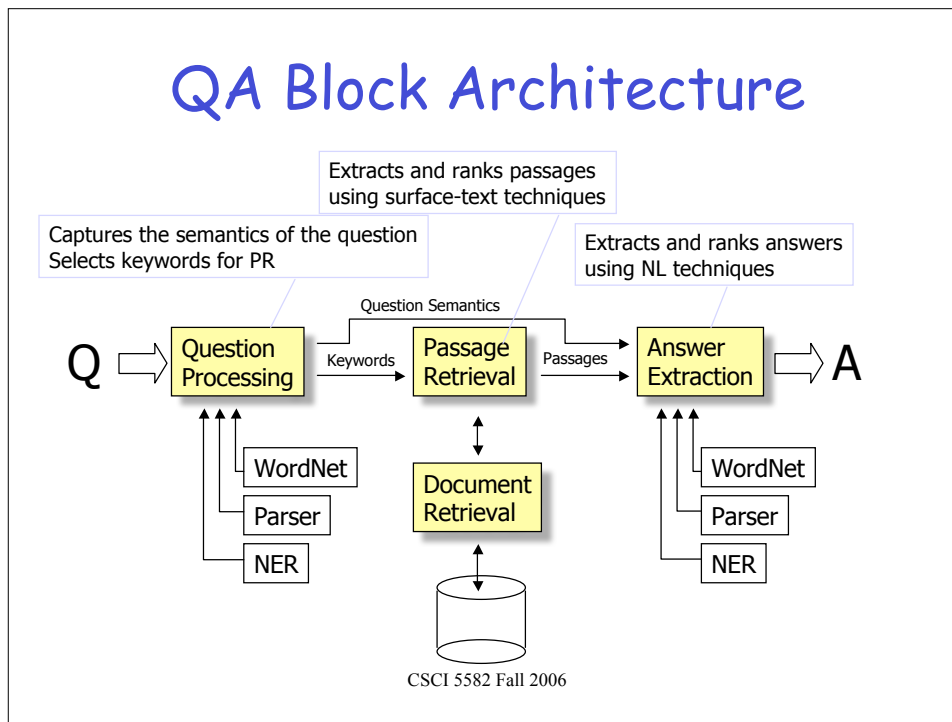 QA Block Architecture
Extracts and ranks passages
using surface-text techniques
Captures the semantics of the question
Selects keywords for PR
Extracts and ranks answers
using NL techniques
Question Semantics
Q
Question
Processing
Keywords
Passage
Retrieval
Passages
Answer
Extraction
A
WordNet
Parser
NER
Document
Retrieval
WordNet
Parser
NER
CSCI 5582 Fall 2006